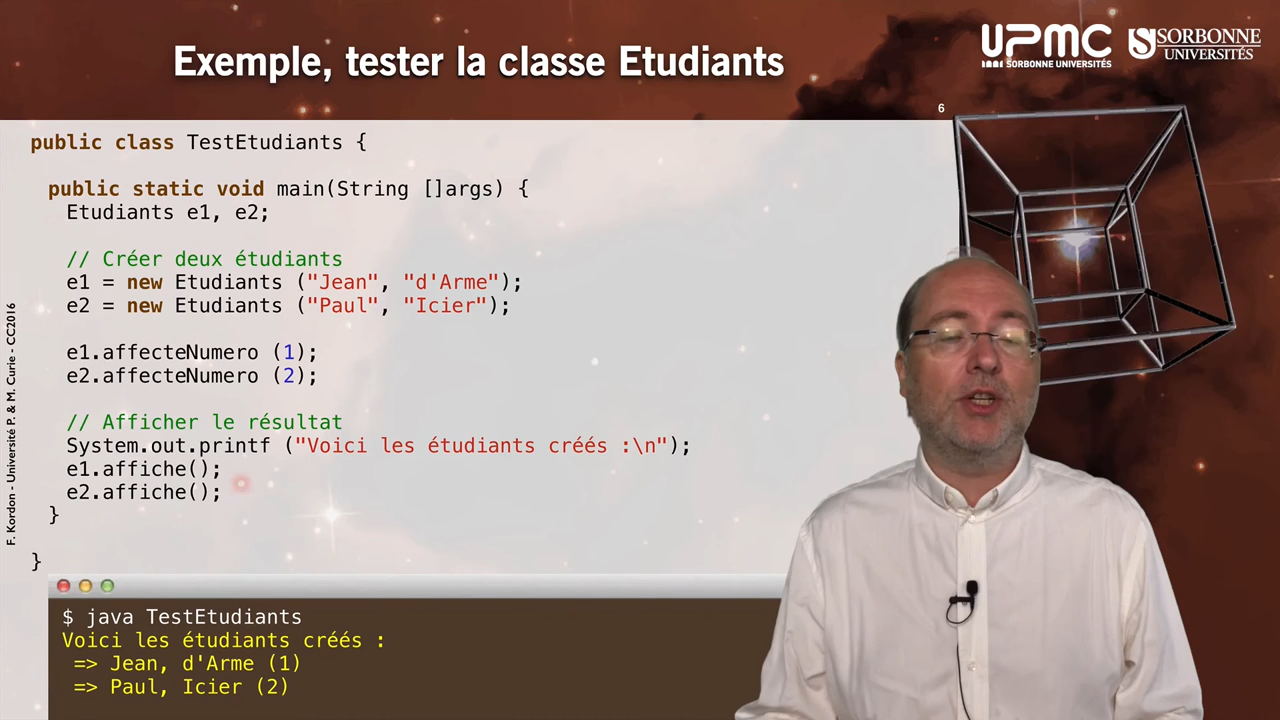 Exemple, tester la classe Etudiants
UPMC
SORBONNE UNIVERSITÉS
SORBONNE
UNIVERSITÉS
6
public class TestEtudiants {
public static void main(String []args) {
Etudiants e1, e2;
// Créer deux étudiants
e1 = new Etudiants ("Jean", "d'Arme");
e2 = new Etudiants ("Paul", "Icier");
e1.affecteNumero (1);
e2.affecteNumero (2);
// Afficher le résultat
System.out.printf ("Voici les étudiants créés :\n");
e1.affiche();
e2.affiche();
}
}
F. Kordon - Université P. & M. Curie - CC2016
$ java TestEtudiants
Voici les étudiants créés :
=> Jean, d'Arme (1)
=> Paul, Icier (2)